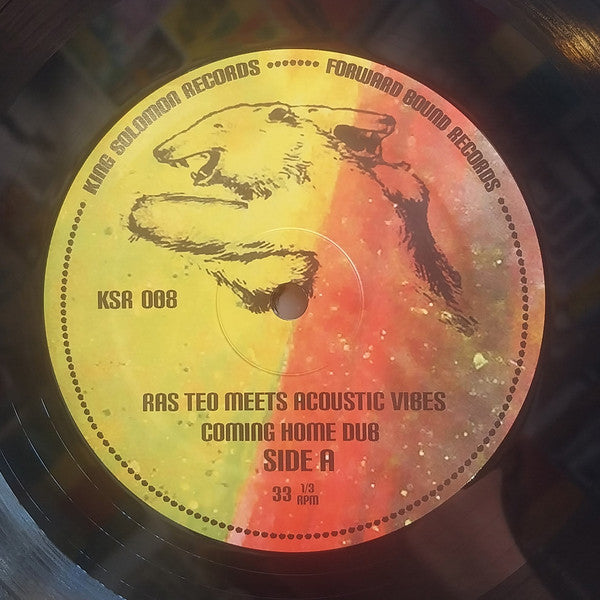 KING SOLOMON RECORDS ••••••• FORWARD BOUND RECORDS
KSR 008
RAS TEO MEETS ACOUSTIC VIBES
COMING HOME DUB
SIDE A
33 1/3 RPM